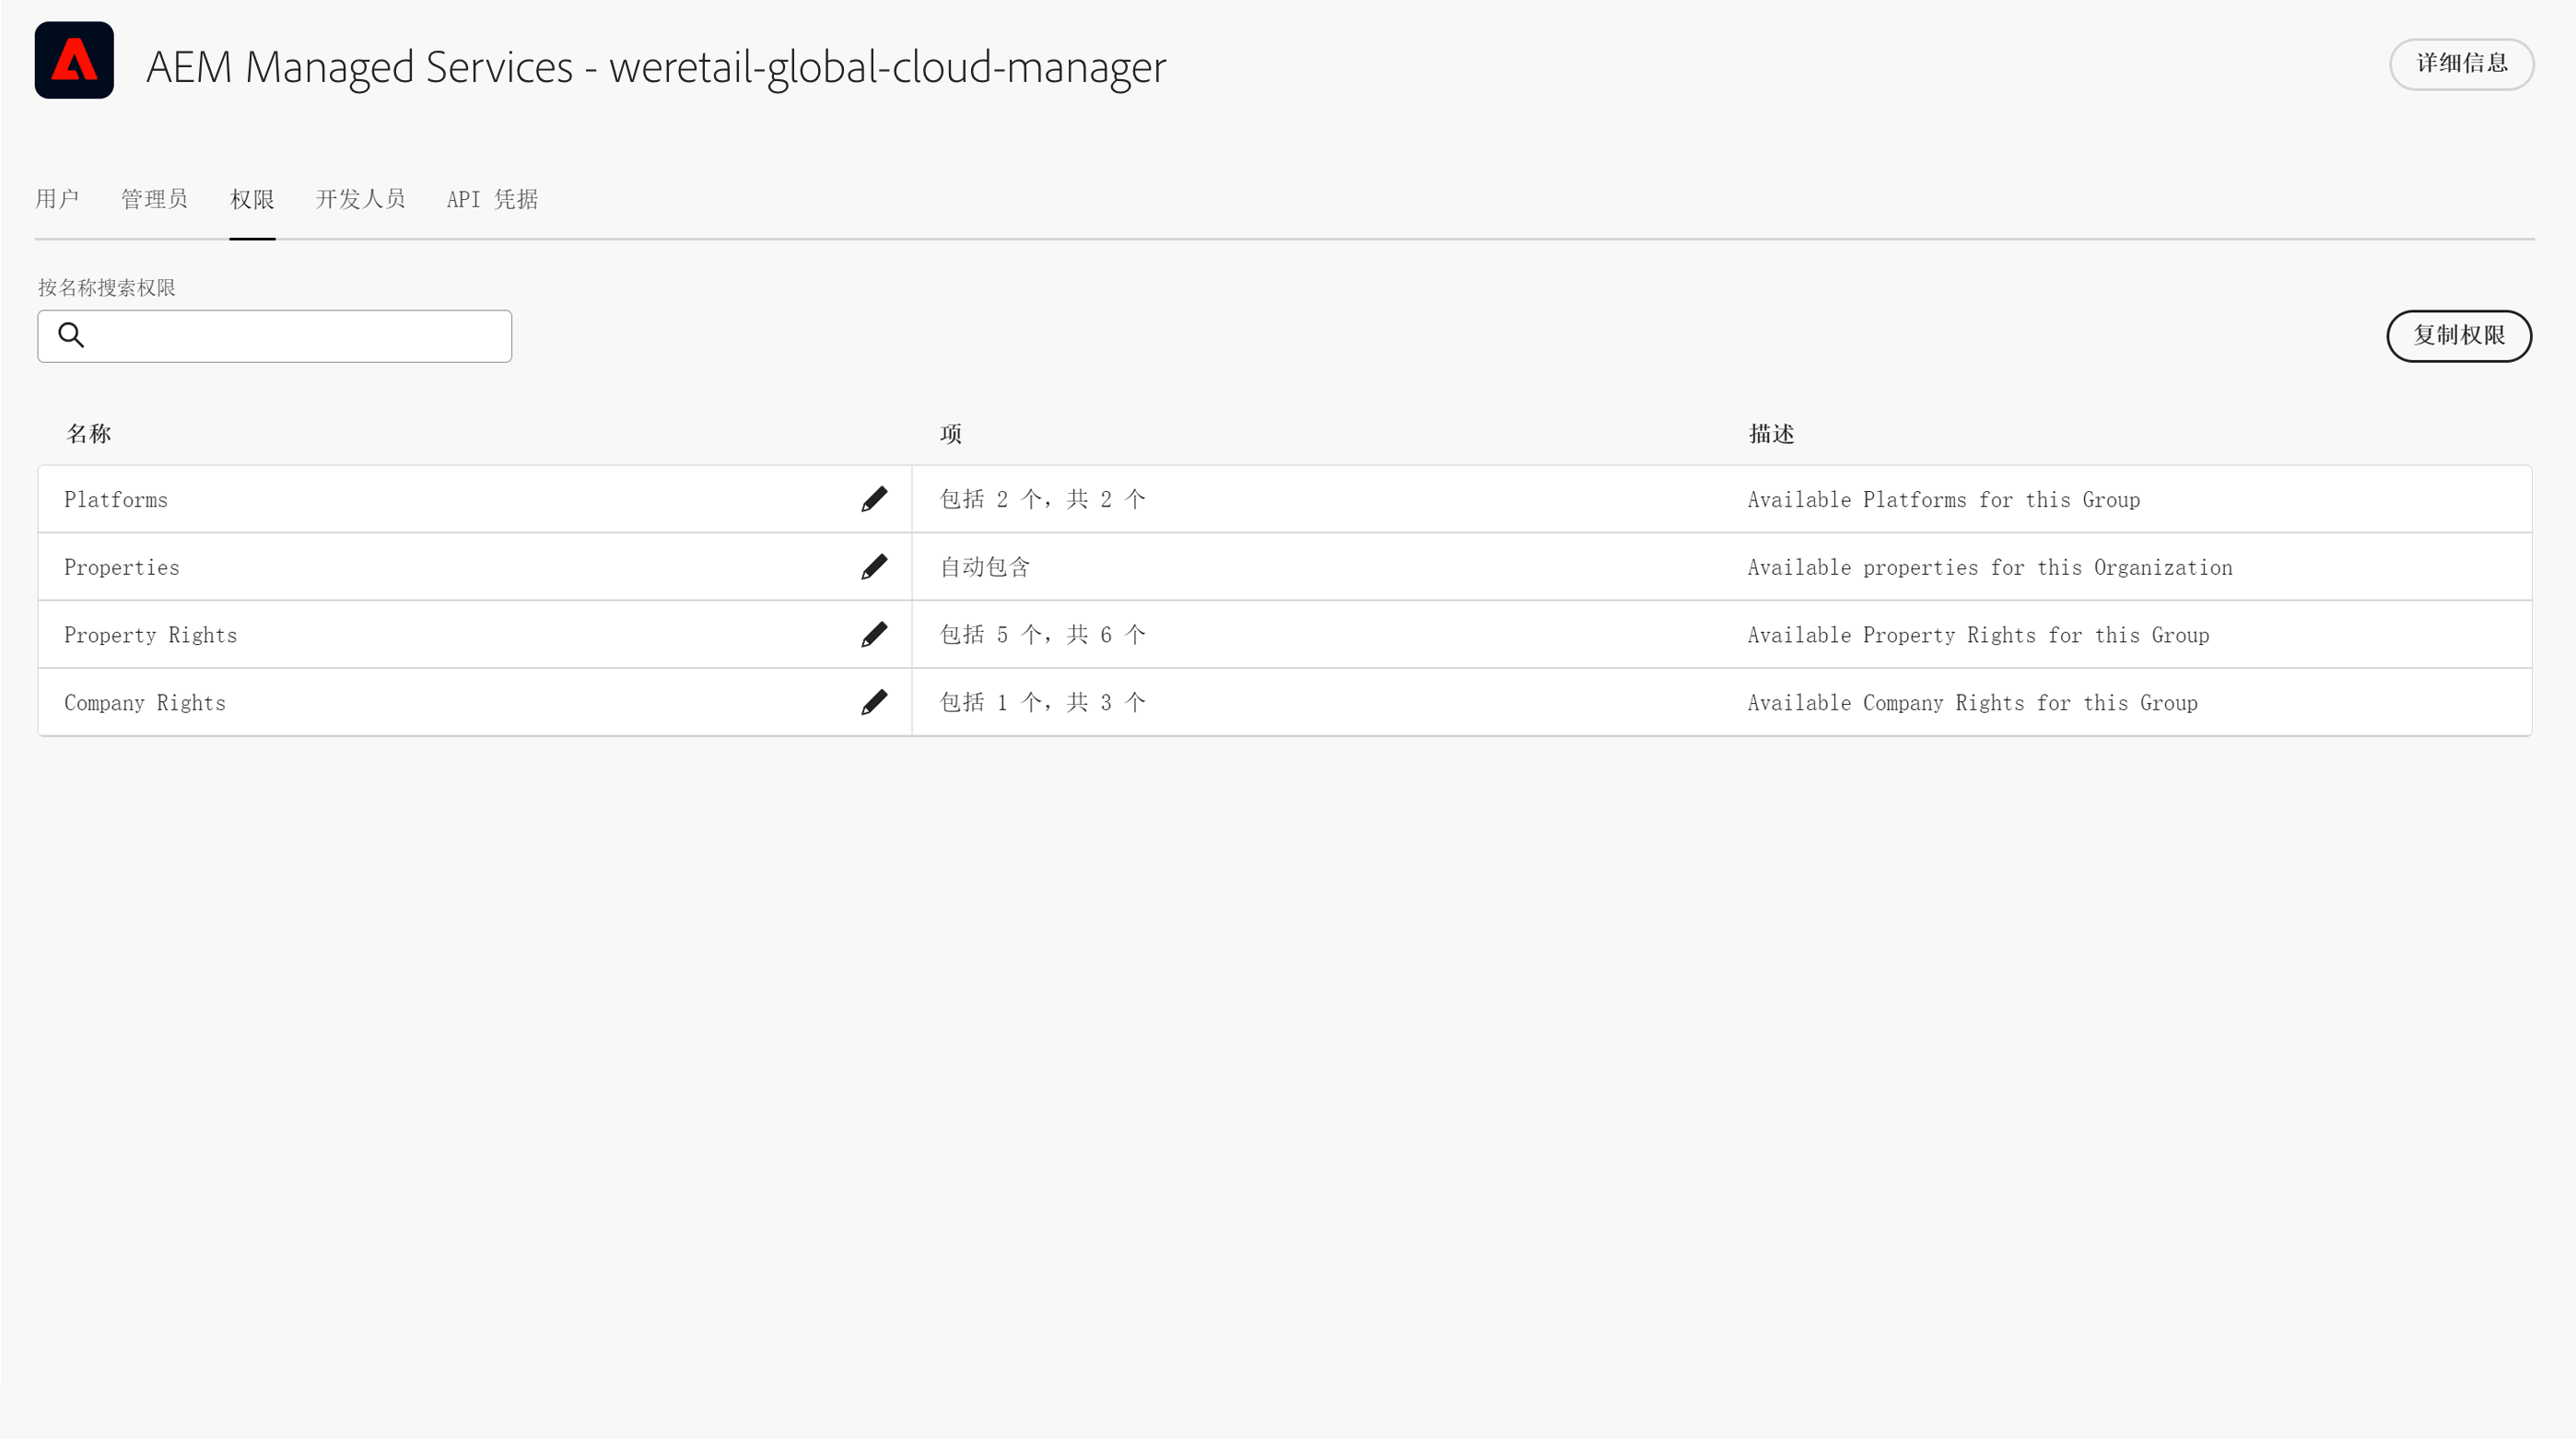 AEM Managed Services - weretail-global-cloud-manager
详细信息
用户 管理员 权限 开发人员 API 凭据
按名称搜索权限
复制权限
名称 项 描述
Platforms 包括 2 个，共 2 个 Available Platforms for this Group
Properties 自动包含 Available properties for this Organization
Property Rights 包括 5 个，共 6 个 Available Property Rights for this Group
Company Rights 包括 1 个，共 3 个 Available Company Rights for this Group